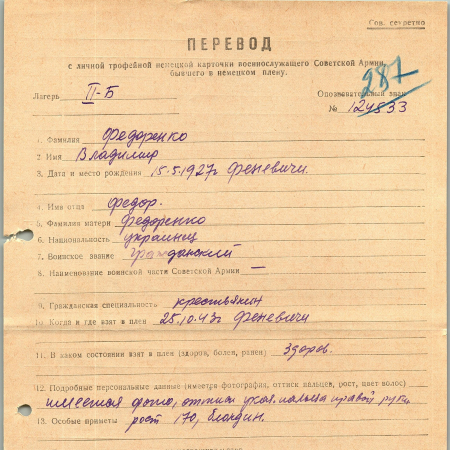 Сов. секретно
ПЕРЕВОД
с личной трофейной немецкой карточки военнослужащего Советской Армии,
бывшего в немецком плену.
287
Лагерь II-Б
Опознавательный знак
№ 124833
1. Фамилия Федоренко
2. Имя Владимир
3. Дата и место рождения 15.5.1927г Феневичи.
4. Имя отца Федор.
5. Фамилия матери Федоренко
6. Национальность украинец
7. Воинское звание гражданский
8. Наименование воинской части Советской Армии —
9. Гражданская специальность крестьянин
10. Когда и где взят в плен 25.10.43г Феневичи
11. В каком состоянии взят в плен (здоров, болен, ранен) Здоров.
12. Подробные персональные данные (имеется фотография, оттиск пальцев, рост, цвет волос)
имеется фото, оттиск указ. пальца правой руки,
13. Особые приметы рост 170, блондин.